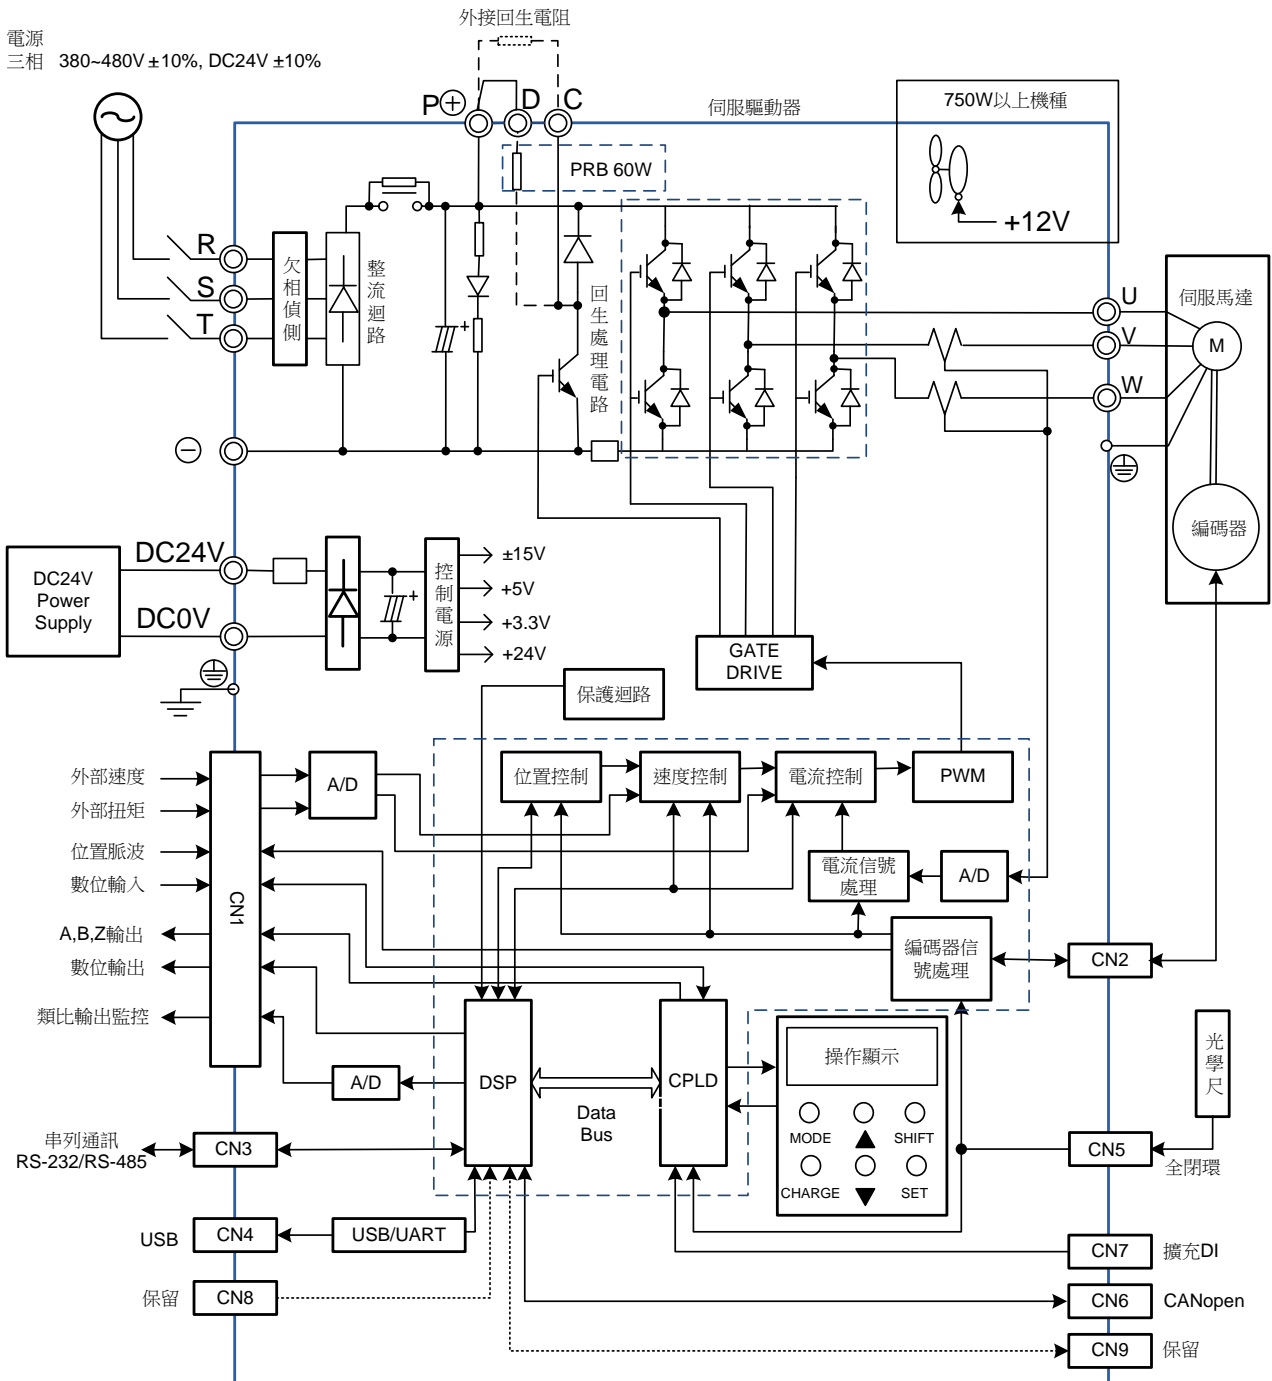 外接回生電阻
電源
三相 380~480V ±10%, DC24V ±10%
P⊕
D
C
伺服驅動器
750W以上機種
+12V
PRB 60W
R
S
T
欠相偵側
整流迴路
回生處理電路
U
V
W
伺服馬達
M
編碼器
DC24V Power Supply
DC24V
DC0V
控制電源
±15V
+5V
+3.3V
+24V
GATE DRIVE
保護迴路
位置控制
速度控制
電流控制
PWM
電流信號處理
A/D
編碼器信號處理
A/D
外部速度
外部扭矩
位置脈波
數位輸入
A,B,Z輸出
數位輸出
類比輸出監控
CN1
A/D
DSP
Data Bus
CPLD
操作顯示
MODE
▲
SHIFT
CHARGE
▼
SET
CN2
光學尺
CN5
全閉環
串列通訊
RS-232/RS-485
CN3
USB
CN4
USB/UART
保留
CN8
CN7
擴充DI
CN6
CANopen
CN9
保留